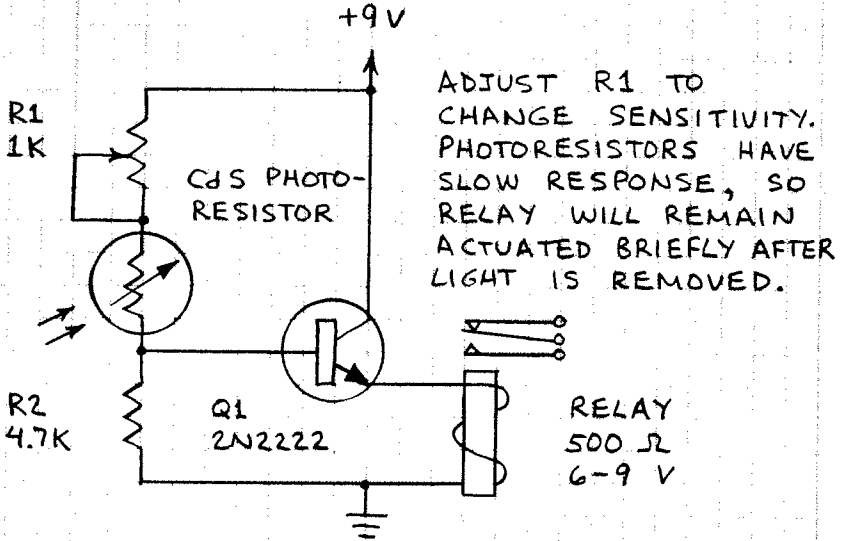 +9V
R1
1K
CdS PHOTO-
RESISTOR
ADJUST R1 TO
CHANGE SENSITIVITY.
PHOTORESISTORS HAVE
SLOW RESPONSE, SO
RELAY WILL REMAIN
ACTUATED BRIEFLY AFTER
LIGHT IS REMOVED.
R2
4.7K
Q1
2N2222
RELAY
500 Ω
6-9 V